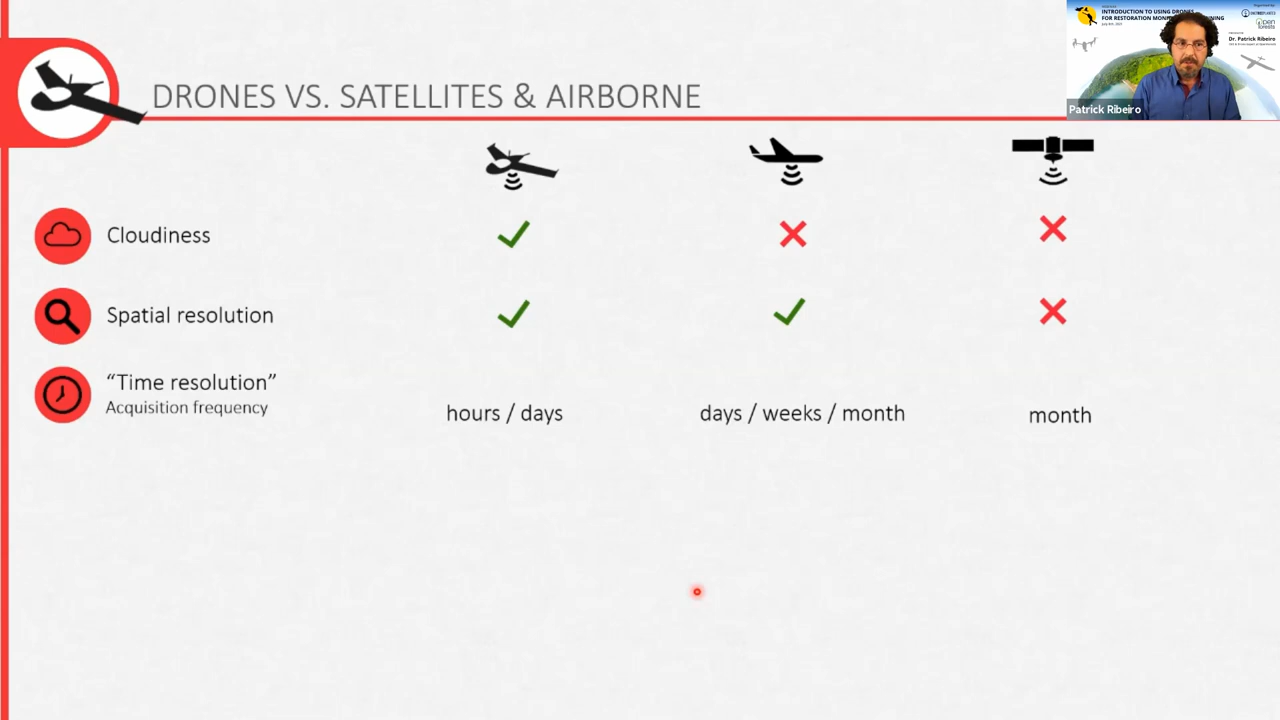 INTRODUCTION TO USING DRONES
FOR RESTORATION
Dr. Patrick Ribeiro
Patrick Ribeiro
DRONES VS. SATELLITES & AIRBORNE
Cloudiness
Spatial resolution
“Time resolution”
Acquisition frequency
hours / days
days / weeks / month
month